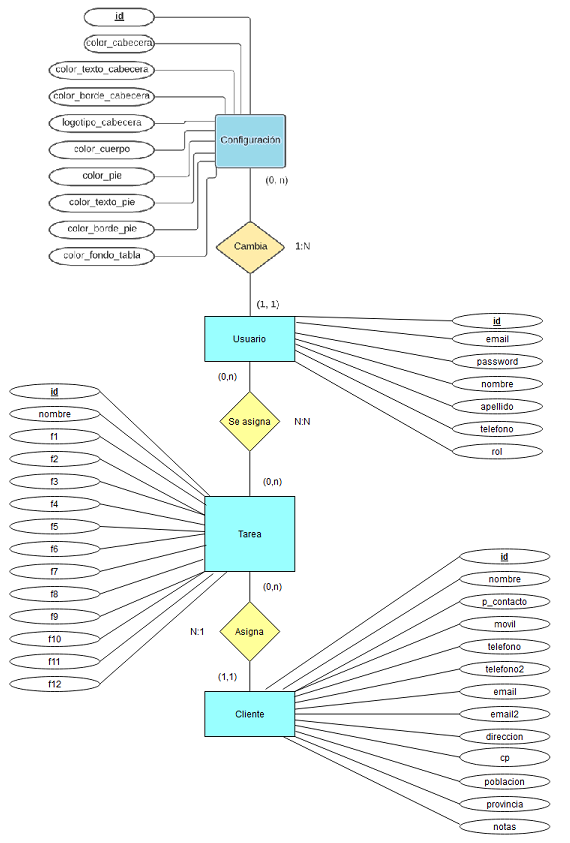 id
color_cabecera
color_texto_cabecera
color_borde_cabecera
logotipo_cabecera
color_cuerpo
color_pie
color_texto_pie
color_borde_pie
color_fondo_tabla
Configuración
(0, n)
Cambia
1:N
(1, 1)
Usuario
id
email
password
nombre
apellido
telefono
rol
(0,n)
Se asigna
N:N
(0,n)
id
nombre
f1
f2
f3
f4
f5
f6
f7
f8
f9
f10
f11
f12
Tarea
(0,n)
N:1
Asigna
(1,1)
Cliente
id
nombre
p_contacto
movil
telefono
telefono2
email
email2
direccion
cp
poblacion
provincia
notas